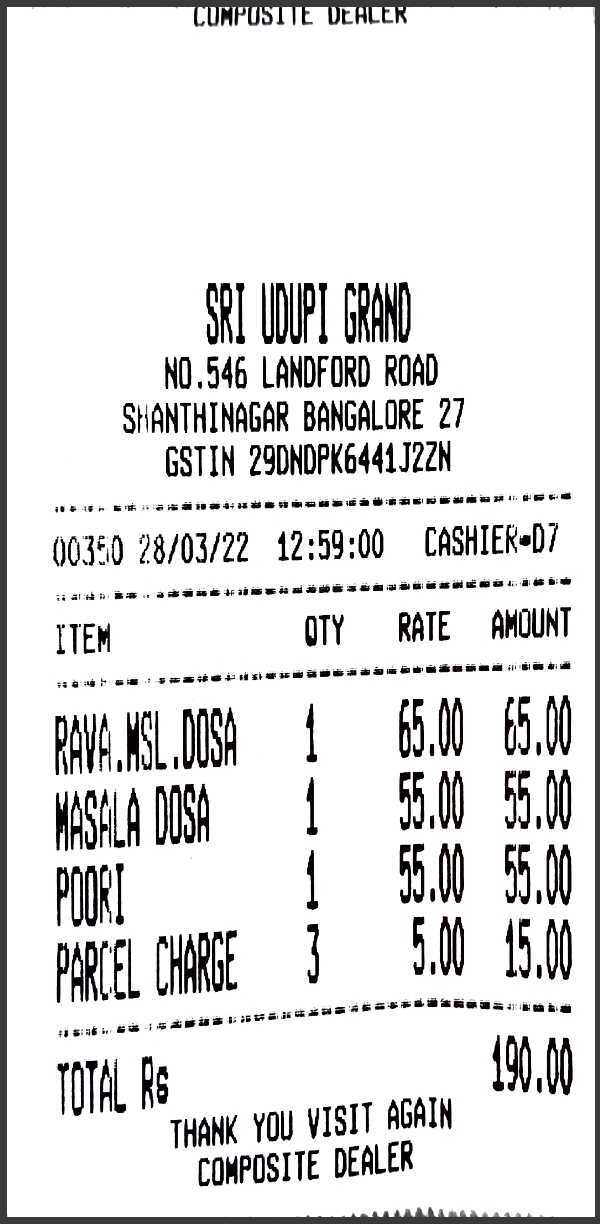 COMPOSITE DEALER
SRI UDUPI GRAND
NO.546 LANDFORD ROAD
SHANTHINAGAR BANGALORE 27
GSTIN 29DNDPK6441J2ZN
00350 28/03/22 12:59:00 CASHIER-D7
ITEM QTY RATE AMOUNT
RAVA.MSL.DOSA 1 65.00 65.00
MASALA DOSA 1 55.00 55.00
POORI 1 55.00 55.00
PARCEL CHARGE 3 5.00 15.00
TOTAL Rs 190.00
THANK YOU VISIT AGAIN
COMPOSITE DEALER